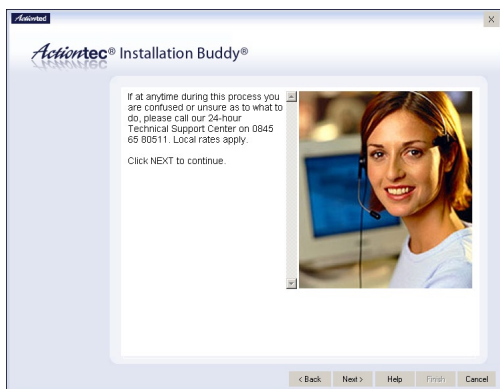 Actiontec
X
Actiontec® Installation Buddy®
If at anytime during this process you
are confused or unsure as to what to
do, please call our 24-hour
Technical Support Center on 0845
65 80511. Local rates apply.
Click NEXT to continue.
< Back Next > Help Finish Cancel